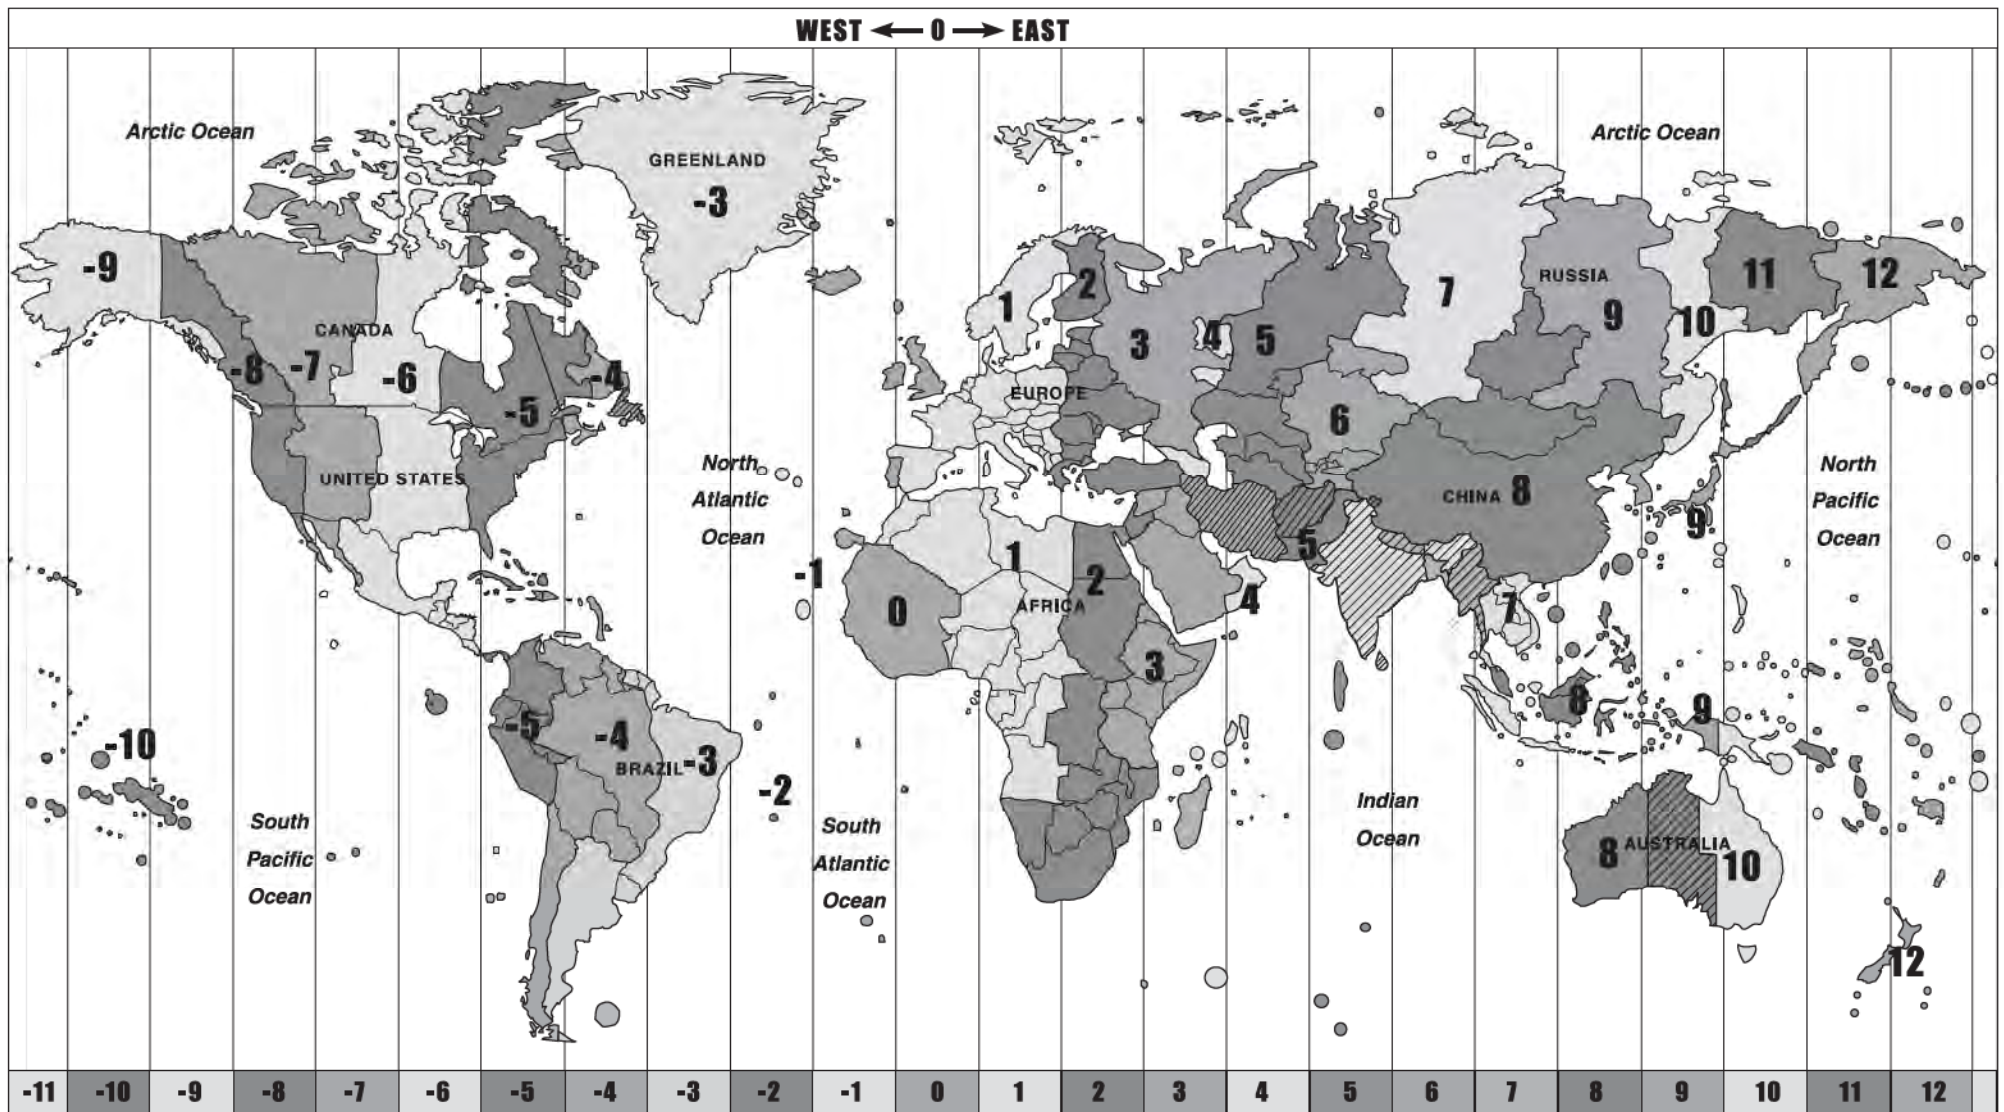 WEST ← 0 → EAST
Arctic Ocean
Arctic Ocean
GREENLAND
-3
-9
1
2
3
4
5
7
RUSSIA
9
10
11
12
CANADA
-8
-7
-6
-5
-4
EUROPE
6
UNITED STATES
North
Atlantic
Ocean
CHINA 8
North
Pacific
Ocean
9
5
-1
0
1
2
AFRICA
3
4
7
-10
-5
-4
BRAZIL -3
-2
8
9
South
Pacific
Ocean
South
Atlantic
Ocean
Indian
Ocean
8
AUSTRALIA
10
12
-11 -10 -9 -8 -7 -6 -5 -4 -3 -2 -1 0 1 2 3 4 5 6 7 8 9 10 11 12